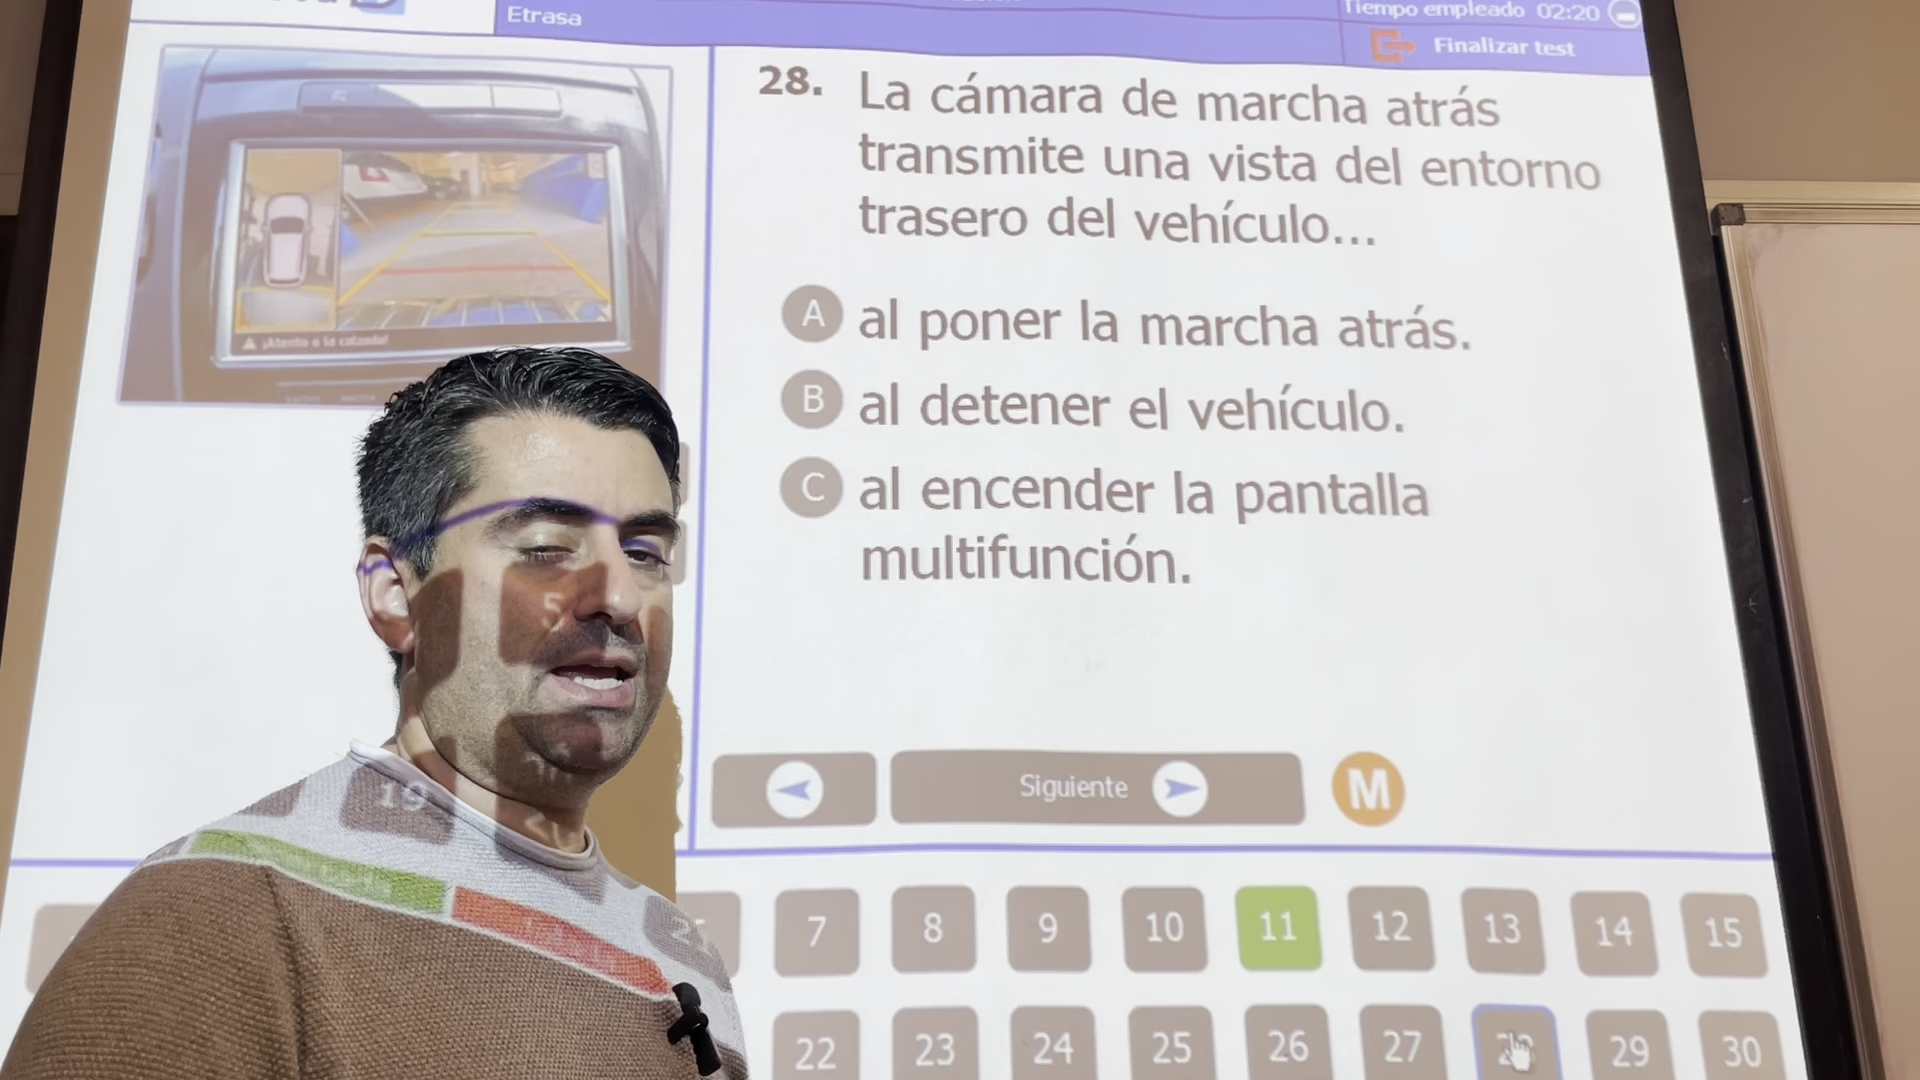 Etrasa
Tiempo empleado 02:20
Finalizar test
28. La cámara de marcha atrás
transmite una vista del entorno
trasero del vehículo...
A al poner la marcha atrás.
B al detener el vehículo.
C al encender la pantalla
multifunción.
¡Atento a la calzada!
Siguiente
M
19
7 8 9 10 11 12 13 14 15
22 23 24 25 26 27 28 29 30